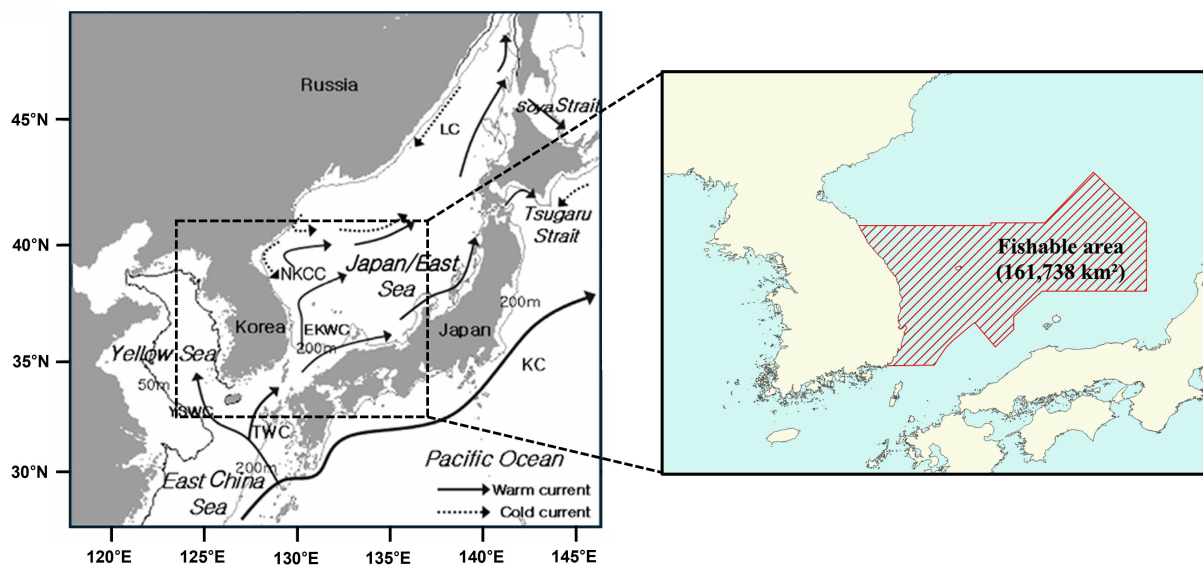 Russia
45°N
LC
soya Strait
Tsugaru
Strait
40°N
NKCC
Japan/East
Sea
200m
Korea
EKWC
Japan
200m
35°N
Yellow Sea
KC
50m
YSWC
TWC
200m
Pacific Ocean
30°N
East China
Sea
Warm current
Cold current
120°E
125°E
130°E
135°E
140°E
145°E
Fishable area
(161,738 km²)